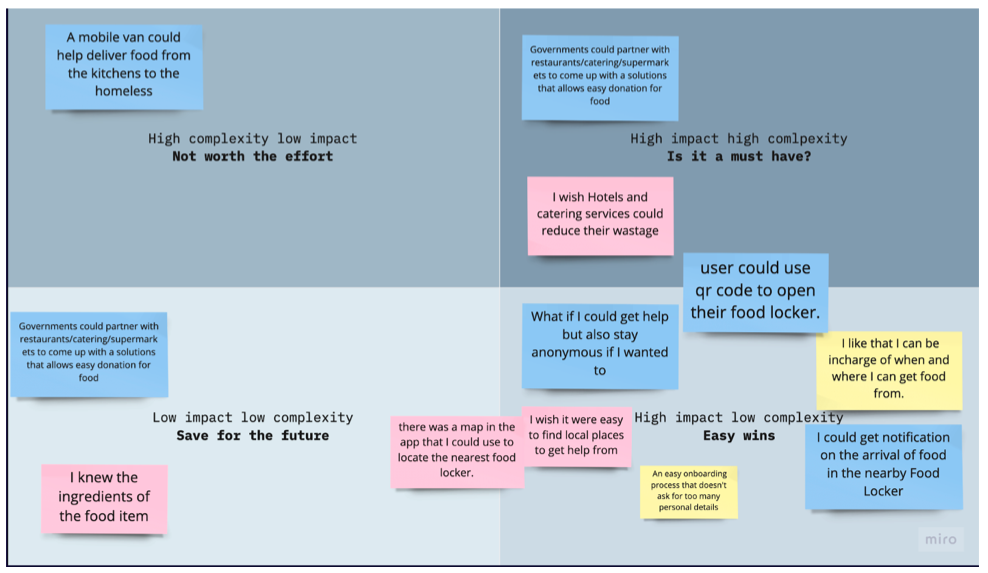 A mobile van could
help deliver food from
the kitchens to the
homeless
High complexity low impact
Not worth the effort
Governments could partner with
restaurants/catering/supermark
ets to come up with a solutions
that allows easy donation for
food
High impact high comlpexity
Is it a must have?
I wish Hotels and
catering services could
reduce their wastage
user could use
qr code to open
their food locker.
Governments could partner with
restaurants/catering/supermark
ets to come up with a solutions
that allows easy donation for
food
Low impact low complexity
Save for the future
I knew the
ingredients of
the food item
there was a map in the
app that I could use to
locate the nearest food
locker.
What if I could get help
but also stay
anonymous if I wanted
to
I like that I can be
incharge of when and
where I can get food
from.
I wish it were easy
to find local places
to get help from
High impact low complexity
Easy wins
An easy onboarding
process that doesn't
ask for too many
personal details
I could get notification
on the arrival of food
in the nearby Food
Locker
miro